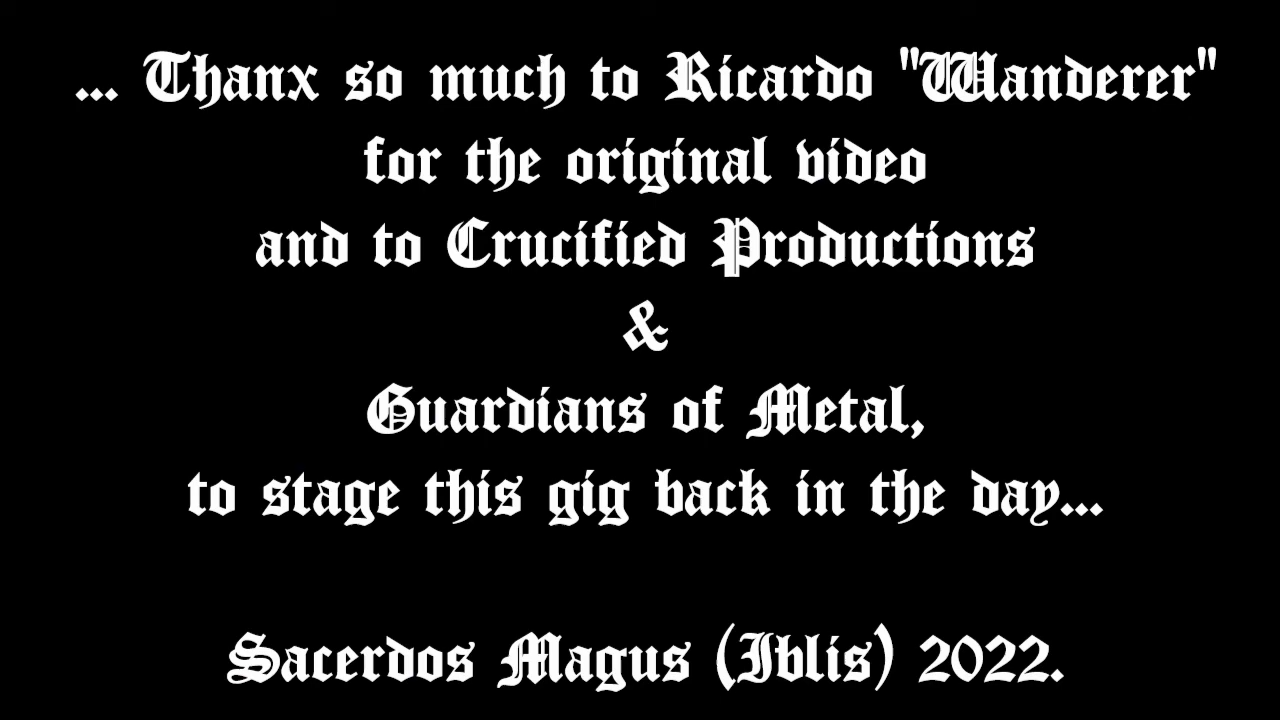 ... Thanx so much to Ricardo "Wanderer"
for the original video
and to Crucified Productions
&
Guardians of Metal,
to stage this gig back in the day...
Sacerdos Magus (Iblis) 2022.